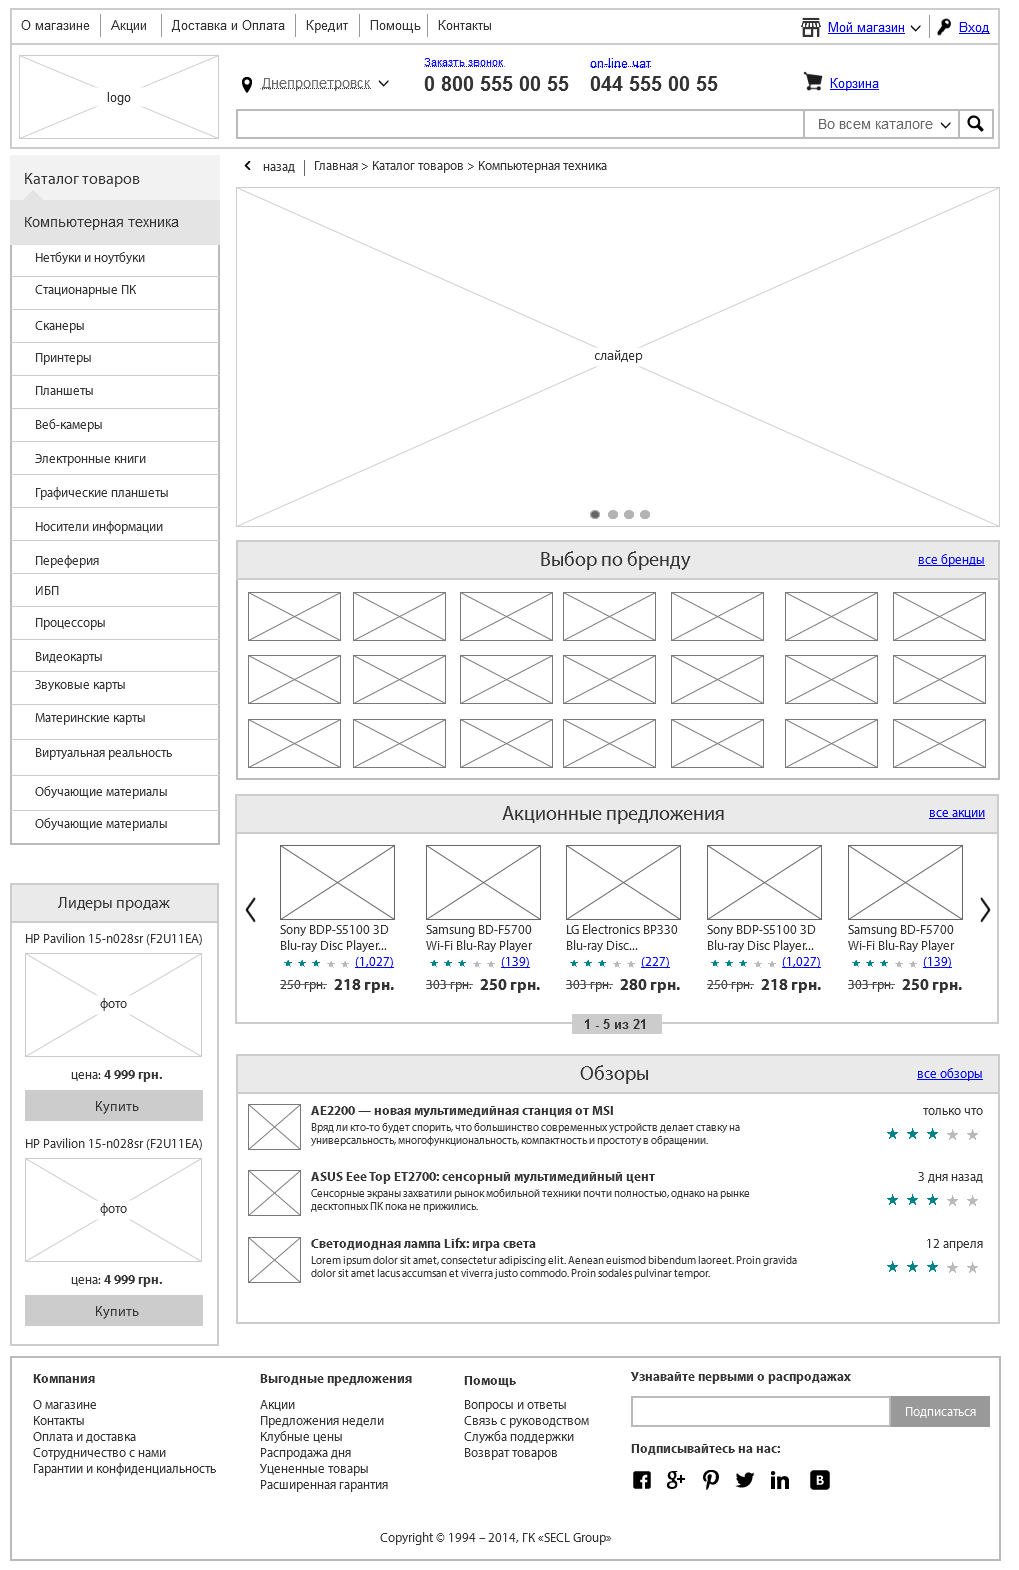 О магазине
Акции
Доставка и Оплата
Кредит
Помощь
Контакты
Мой магазин
Вход
logo
Днепропетровск
Заказть звонок
0 800 555 00 55
on-line чат
044 555 00 55
Корзина
Во всем каталоге
Каталог товаров
Компьютерная техника
Нетбуки и ноутбуки
Стационарные ПК
Сканеры
Принтеры
Планшеты
Веб-камеры
Электронные книги
Графические планшеты
Носители информации
Переферия
ИБП
Процессоры
Видеокарты
Звуковые карты
Материнские карты
Виртуальная реальность
Обучающие материалы
Обучающие материалы
Лидеры продаж
HP Pavilion 15-n028sr (F2U11EA)
фото
цена: 4 999 грн.
Купить
HP Pavilion 15-n028sr (F2U11EA)
фото
цена: 4 999 грн.
Купить
назад
Главная > Каталог товаров > Компьютерная техника
слайдер
Выбор по бренду
все бренды
Акционные предложения
все акции
Sony BDP-S5100 3D
Blu-ray Disc Player...
(1,027)
250 грн. 218 грн.
Samsung BD-F5700
Wi-Fi Blu-Ray Player
(139)
303 грн. 250 грн.
LG Electronics BP330
Blu-ray Disc...
(227)
303 грн. 280 грн.
Sony BDP-S5100 3D
Blu-ray Disc Player...
(1,027)
250 грн. 218 грн.
Samsung BD-F5700
Wi-Fi Blu-Ray Player
(139)
303 грн. 250 грн.
1 - 5 из 21
Обзоры
все обзоры
AE2200 — новая мультимедийная станция от MSI
только что
Вряд ли кто-то будет спорить, что большинство современных устройств делает ставку на
универсальность, многофункциональность, компактность и простоту в обращении.
ASUS Eee Top ET2700: сенсорный мультимедийный цент
3 дня назад
Сенсорные экраны захватили рынок мобильной техники почти полностью, однако на рынке
десктопных ПК пока не прижились.
Светодиодная лампа Lifx: игра света
12 апреля
Lorem ipsum dolor sit amet, consectetur adipiscing elit. Aenean euismod bibendum laoreet. Proin gravida
dolor sit amet lacus accumsan et viverra justo commodo. Proin sodales pulvinar tempor.
Компания
О магазине
Контакты
Оплата и доставка
Сотрудничество с нами
Гарантии и конфиденциальность
Выгодные предложения
Акции
Предложения недели
Клубные цены
Распродажа дня
Уцененные товары
Расширенная гарантия
Помощь
Вопросы и ответы
Связь с руководством
Служба поддержки
Возврат товаров
Узнавайте первыми о распродажах
Подписаться
Подписывайтесь на нас:
Copyright © 1994 – 2014, ГК «SECL Group»